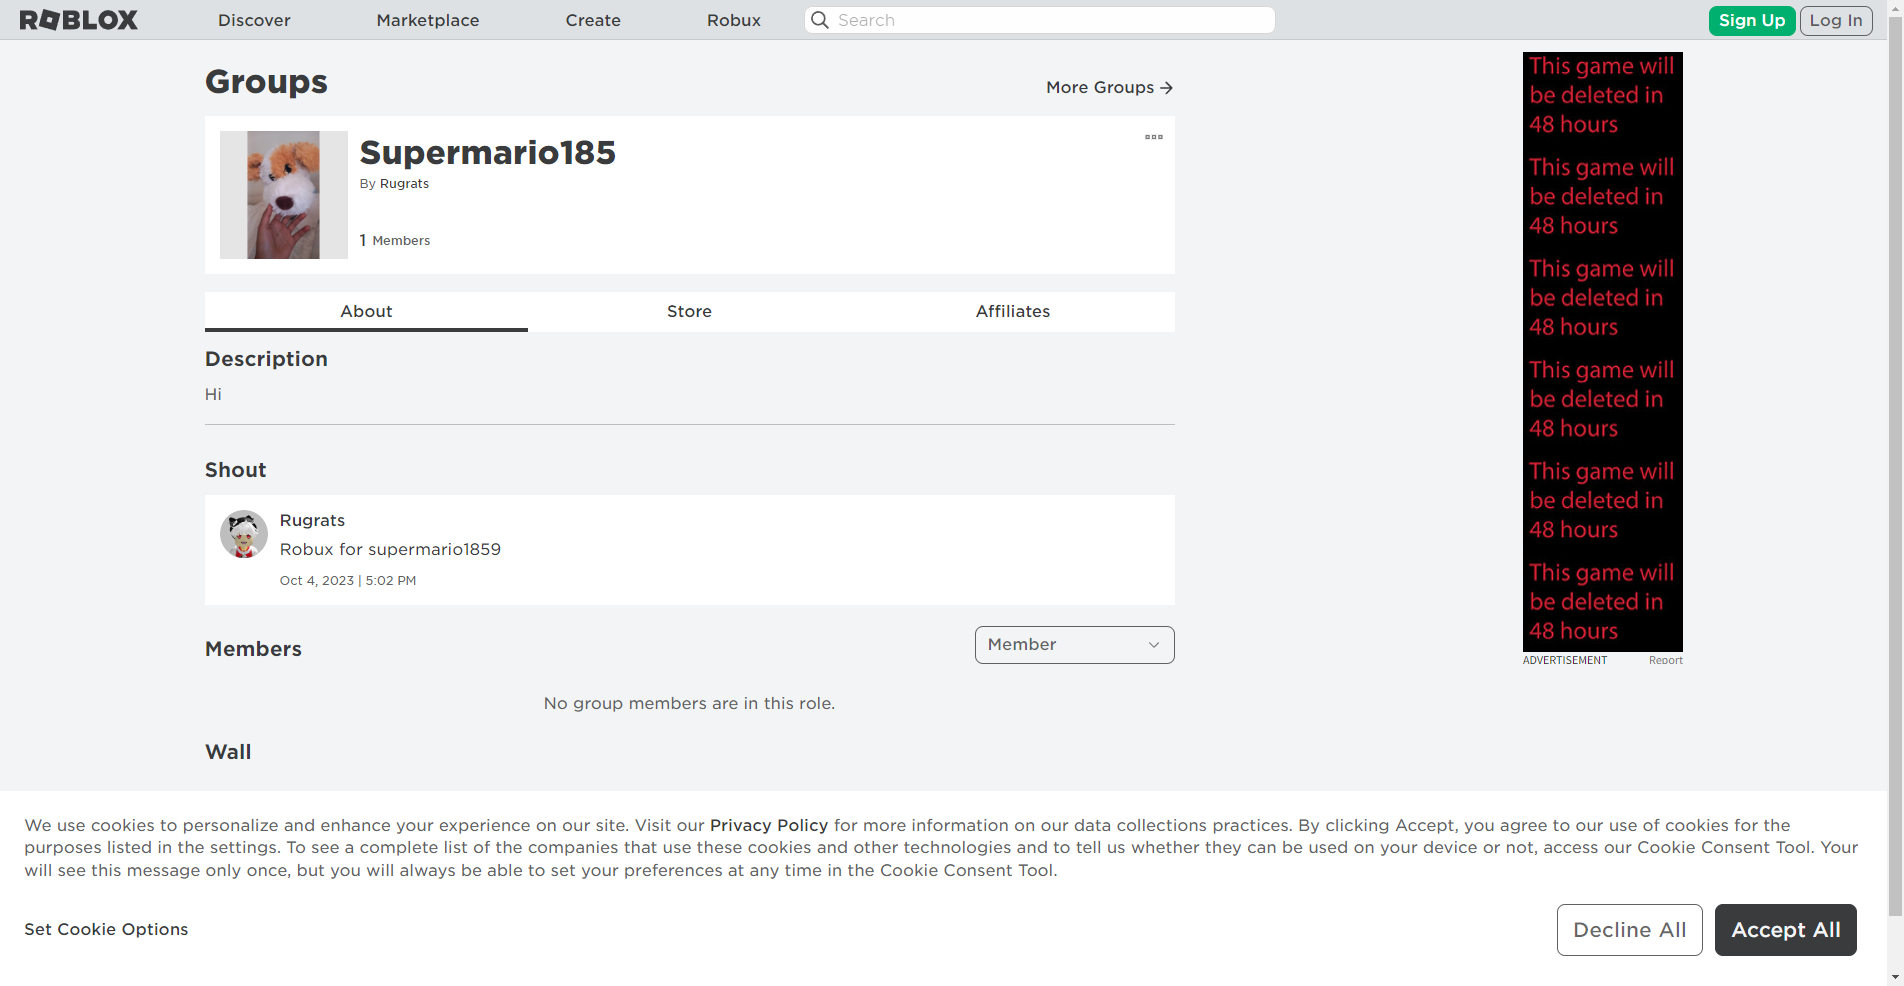 ROBLOX
Discover
Marketplace
Create
Robux
Search
Sign Up
Log In
Groups
More Groups
Supermario185
By Rugrats
1 Members
About
Store
Affiliates
Description
Hi
Shout
Rugrats
Robux for supermario1859
Oct 4, 2023 | 5:02 PM
Members
Member
No group members are in this role.
Wall
This game will
be deleted in
48 hours
This game will
be deleted in
48 hours
This game will
be deleted in
48 hours
This game will
be deleted in
48 hours
This game will
be deleted in
48 hours
This game will
be deleted in
48 hours
ADVERTISEMENT
Report
We use cookies to personalize and enhance your experience on our site. Visit our Privacy Policy for more information on our data collections practices. By clicking Accept, you agree to our use of cookies for the
purposes listed in the settings. To see a complete list of the companies that use these cookies and other technologies and to tell us whether they can be used on your device or not, access our Cookie Consent Tool. Your
will see this message only once, but you will always be able to set your preferences at any time in the Cookie Consent Tool.
Set Cookie Options
Decline All
Accept All